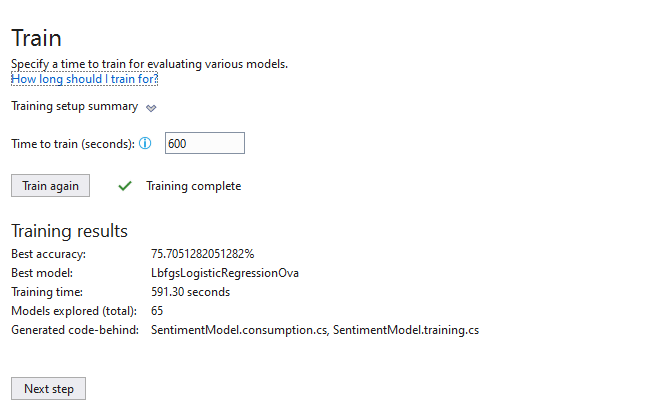 Train
Specify a time to train for evaluating various models.
How long should I train for?
Training setup summary
Time to train (seconds): 600
Train again Training complete
Training results
Best accuracy: 75.7051282051282%
Best model: LbfgsLogisticRegressionOva
Training time: 591.30 seconds
Models explored (total): 65
Generated code-behind: SentimentModel.consumption.cs, SentimentModel.training.cs
Next step